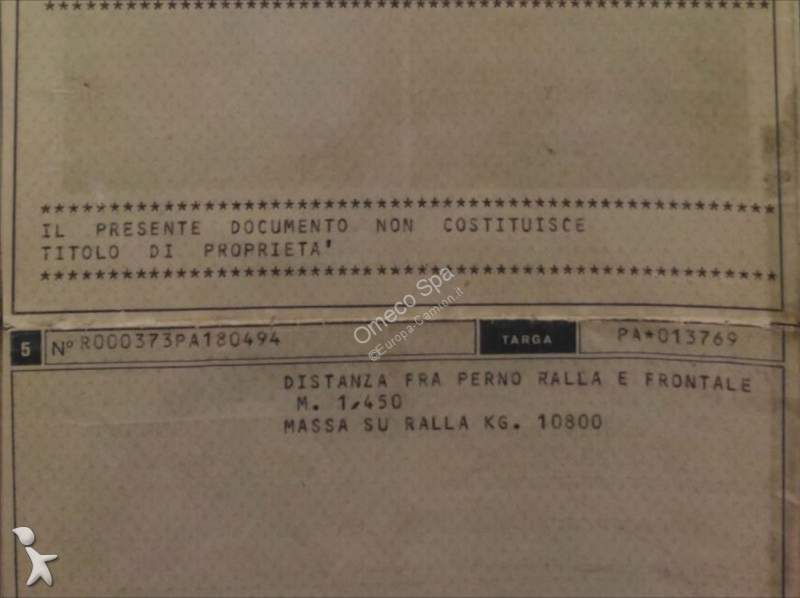 ******************************************************
******************************************************
IL PRESENTE DOCUMENTO NON COSTITUISCE
TITOLO DI PROPRIETA'
******************************************************
5 N° R000373PA180494 TARGA PA*013769
DISTANZA FRA PERNO RALLA E FRONTALE
M. 1,450
MASSA SU RALLA KG. 10800
Omeco Spa
©Europa-Camion.it